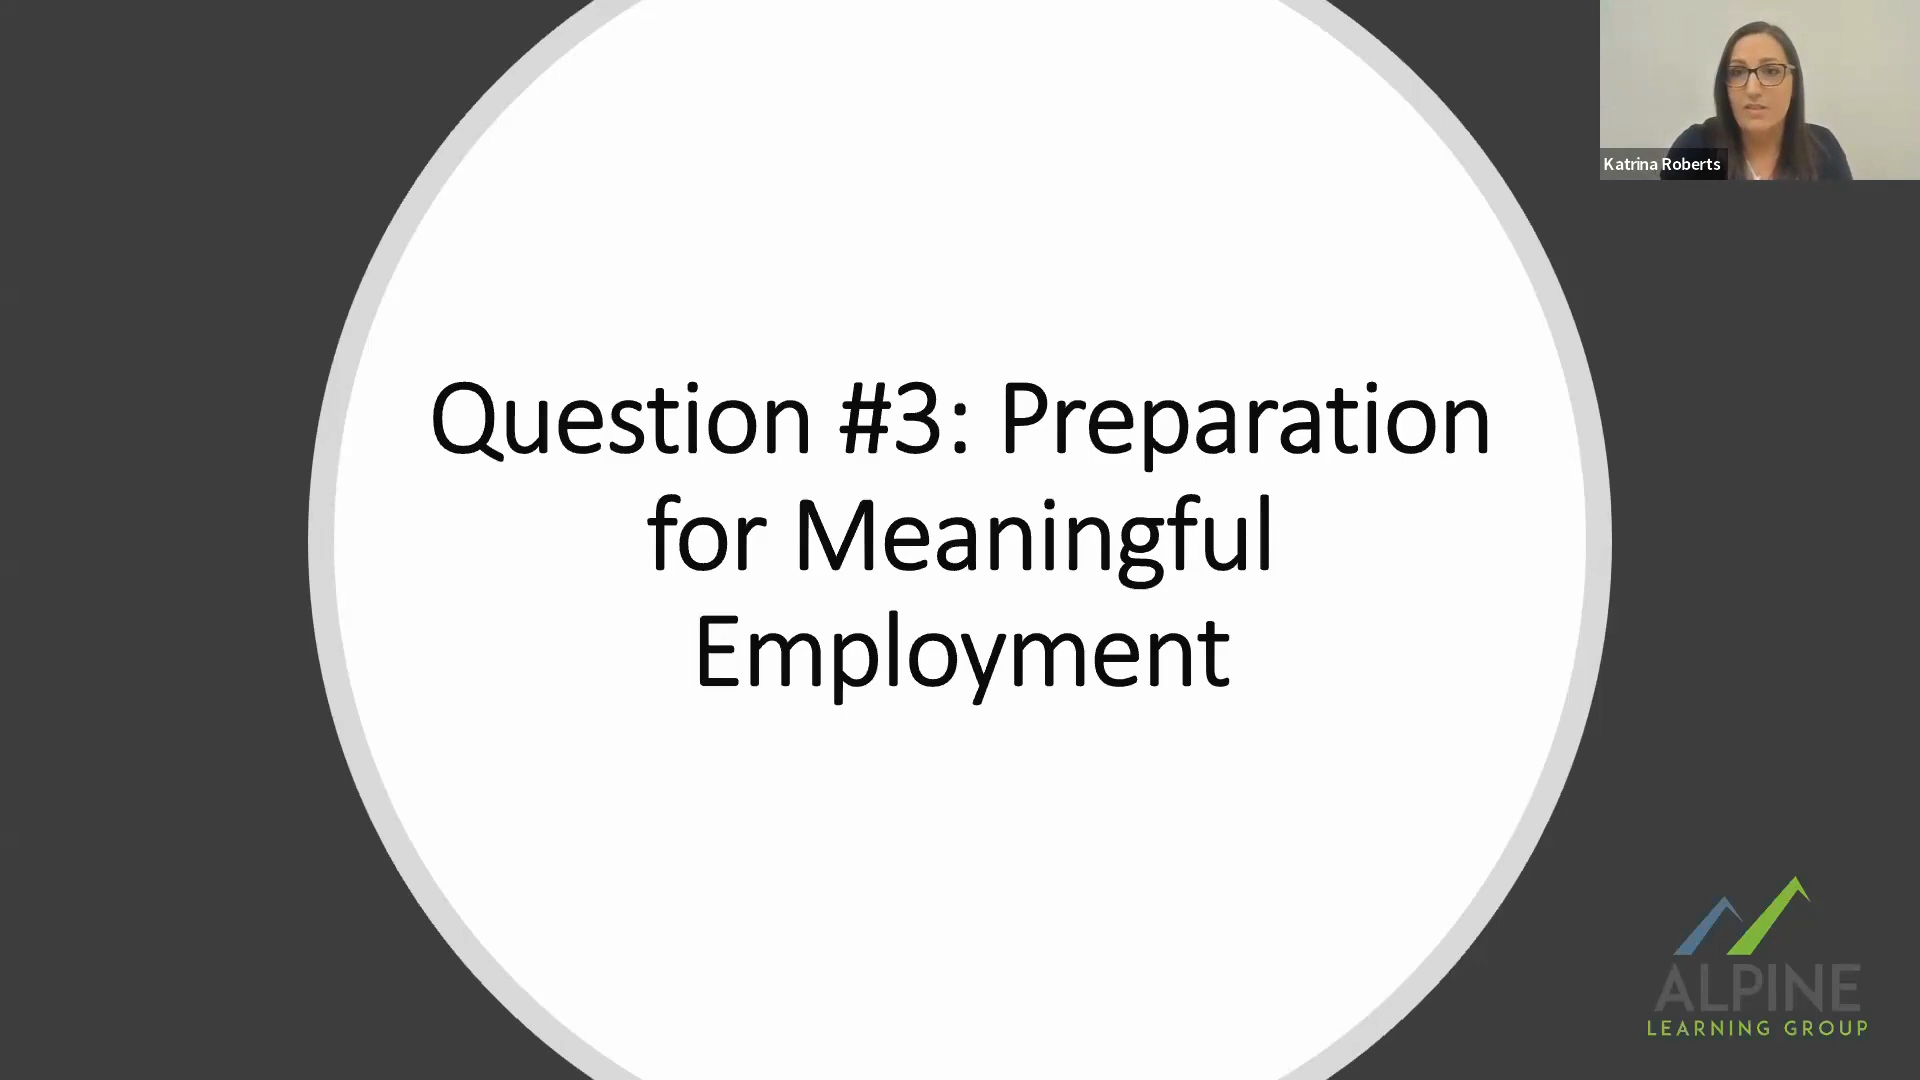 Katrina Roberts
Question #3: Preparation
for Meaningful
Employment
ALPINE
LEARNING GROUP